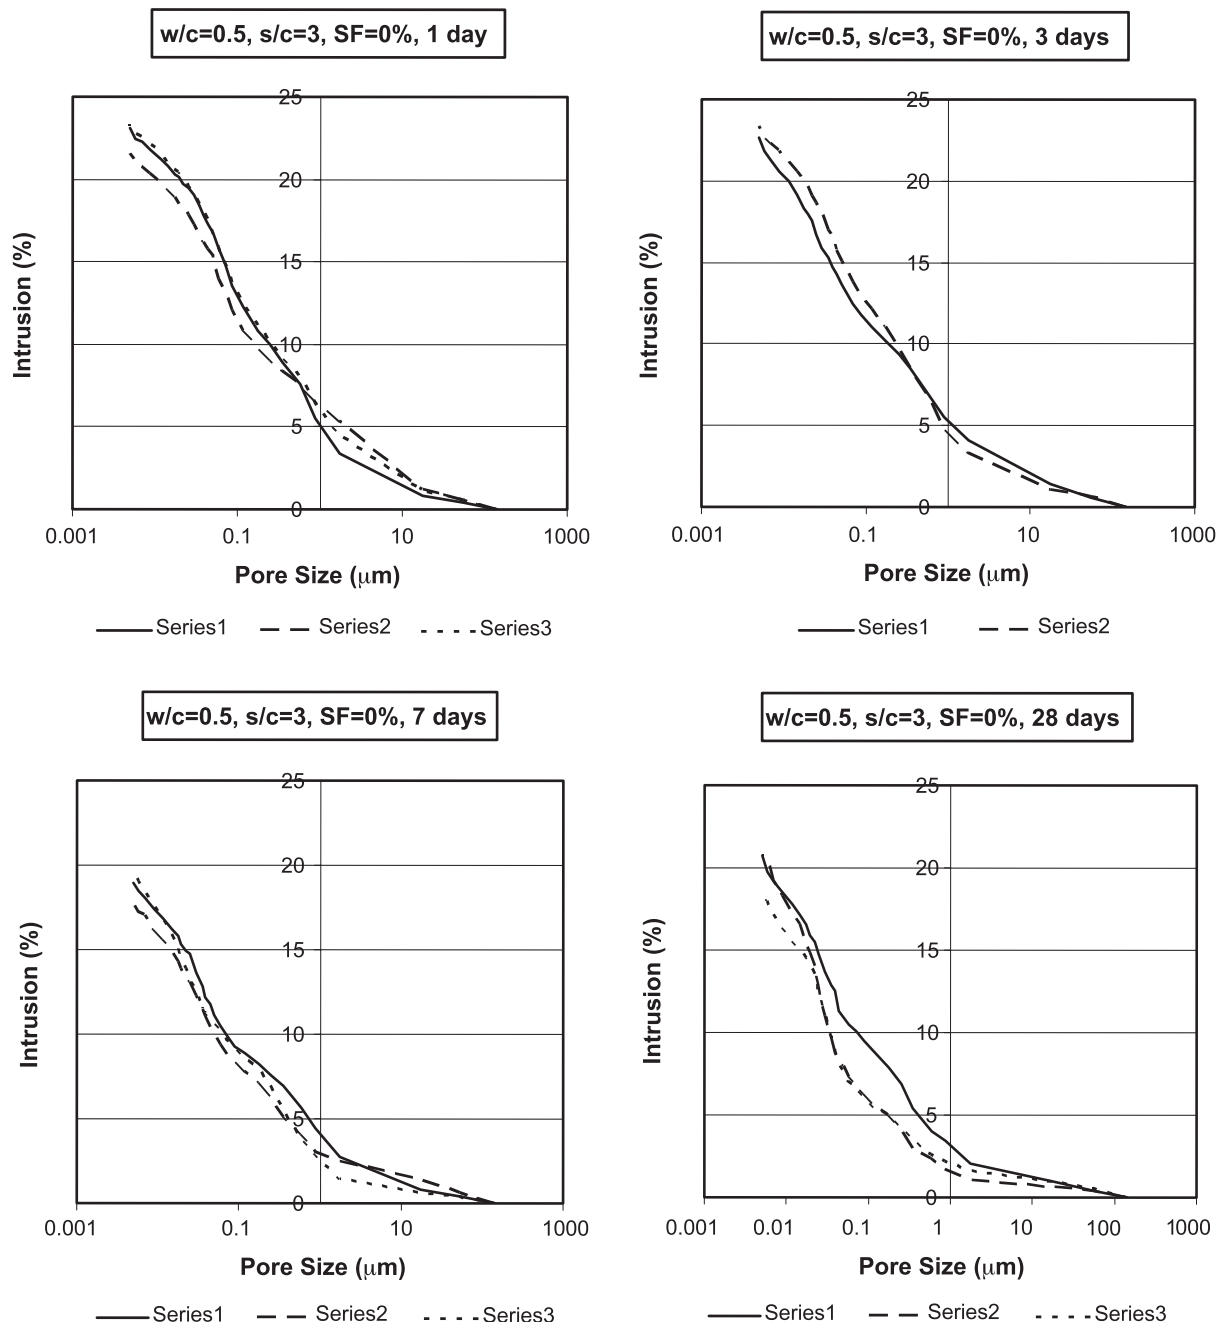 w/c=0.5, s/c=3, SF=0%, 1 day
25
20
15
10
5
0
Intrusion (%)
0.001 0.1 10 1000
Pore Size (μm)
Series1 Series2 Series3
w/c=0.5, s/c=3, SF=0%, 3 days
25
20
15
10
5
0
Intrusion (%)
0.001 0.1 10 1000
Pore Size (μm)
Series1 Series2
w/c=0.5, s/c=3, SF=0%, 7 days
25
20
15
10
5
0
Intrusion (%)
0.001 0.1 10 1000
Pore Size (μm)
Series1 Series2 Series3
w/c=0.5, s/c=3, SF=0%, 28 days
25
20
15
10
5
0
Intrusion (%)
0.001 0.01 0.1 1 10 100 1000
Pore Size (μm)
Series1 Series2 Series3